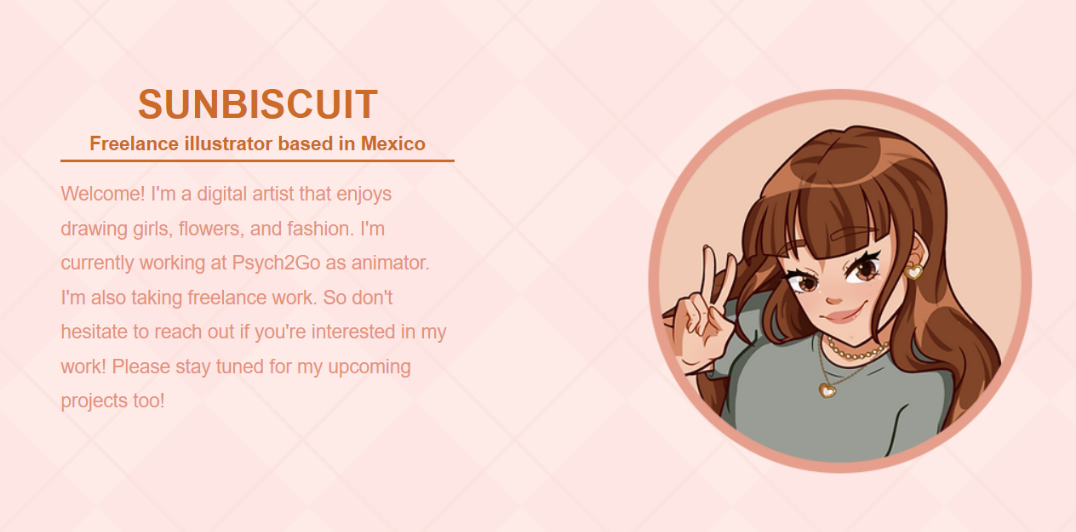 SUNBISCUIT
Freelance illustrator based in Mexico
Welcome! I'm a digital artist that enjoys
drawing girls, flowers, and fashion. I'm
currently working at Psych2Go as animator.
I'm also taking freelance work. So don't
hesitate to reach out if you're interested in my
work! Please stay tuned for my upcoming
projects too!